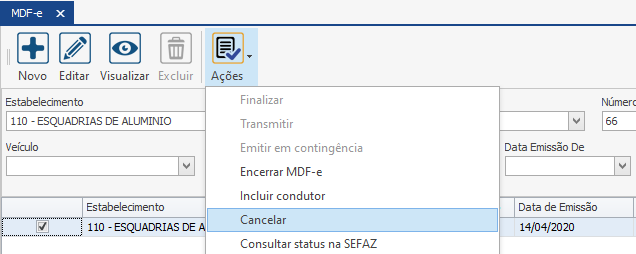 MDF-e X
Novo Editar Visualizar Excluir Ações
Finalizar
Transmitir
Emitir em contingência
Encerrar MDF-e
Incluir condutor
Cancelar
Consultar status na SEFAZ
Estabelecimento Número
110 - ESQUADRIAS DE ALUMINIO 66
Veículo Data Emissão De
Estabelecimento Data de Emissão
110 - ESQUADRIAS DE A 14/04/2020